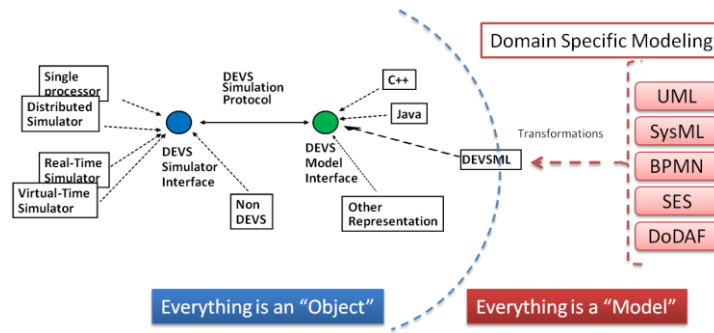 Domain Specific Modeling
UML
SysML
BPMN
SES
DoDAF
Transformations
DEVSML
C++
Java
DEVS
Simulation
Protocol
Single
processor
Distributed
Simulator
Real-Time
Simulator
Virtual-Time
Simulator
DEVS
Simulator
Interface
DEVS
Model
Interface
Non
DEVS
Other
Representation
Everything is an “Object”
Everything is a “Model”